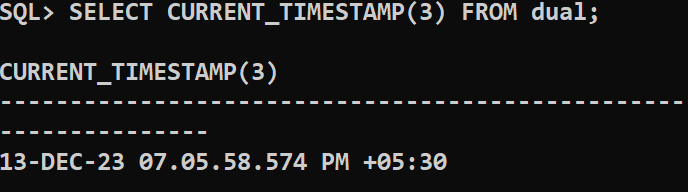 SQL> SELECT CURRENT_TIMESTAMP(3) FROM dual;
CURRENT_TIMESTAMP(3)
-------------------------------------------------
---------------
13-DEC-23 07.05.58.574 PM +05:30